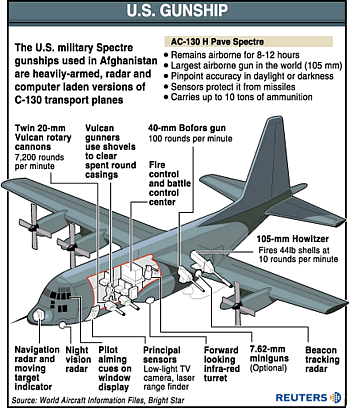 U.S. GUNSHIP
The U.S. military Spectre
gunships used in Afghanistan
are heavily-armed, radar and
computer laden versions of
C-130 transport planes
AC-130 H Pave Spectre
• Remains airborne for 8-12 hours
• Largest airborne gun in the world (105 mm)
• Pinpoint accuracy in daylight or darkness
• Sensors protect it from missiles
• Carries up to 10 tons of ammunition
Twin 20-mm
Vulcan rotary
cannons
7,200 rounds
per minute
Vulcan
gunners
use shovels
to clear
spent round
casings
40-mm Bofors gun
100 rounds per minute
Fire
control and
battle control
center
105-mm Howitzer
Fires 44lb shells at
10 rounds per minute
Navigation
radar and
moving
target
indicator
Night
vision
radar
Pilot
aiming
cues on
window
display
Principal
sensors
Low-light TV
camera, laser
range finder
Forward
looking
infra-red
turret
7.62-mm
miniguns
(Optional)
Beacon
tracking
radar
Source: World Aircraft Information Files, Bright Star
REUTERS